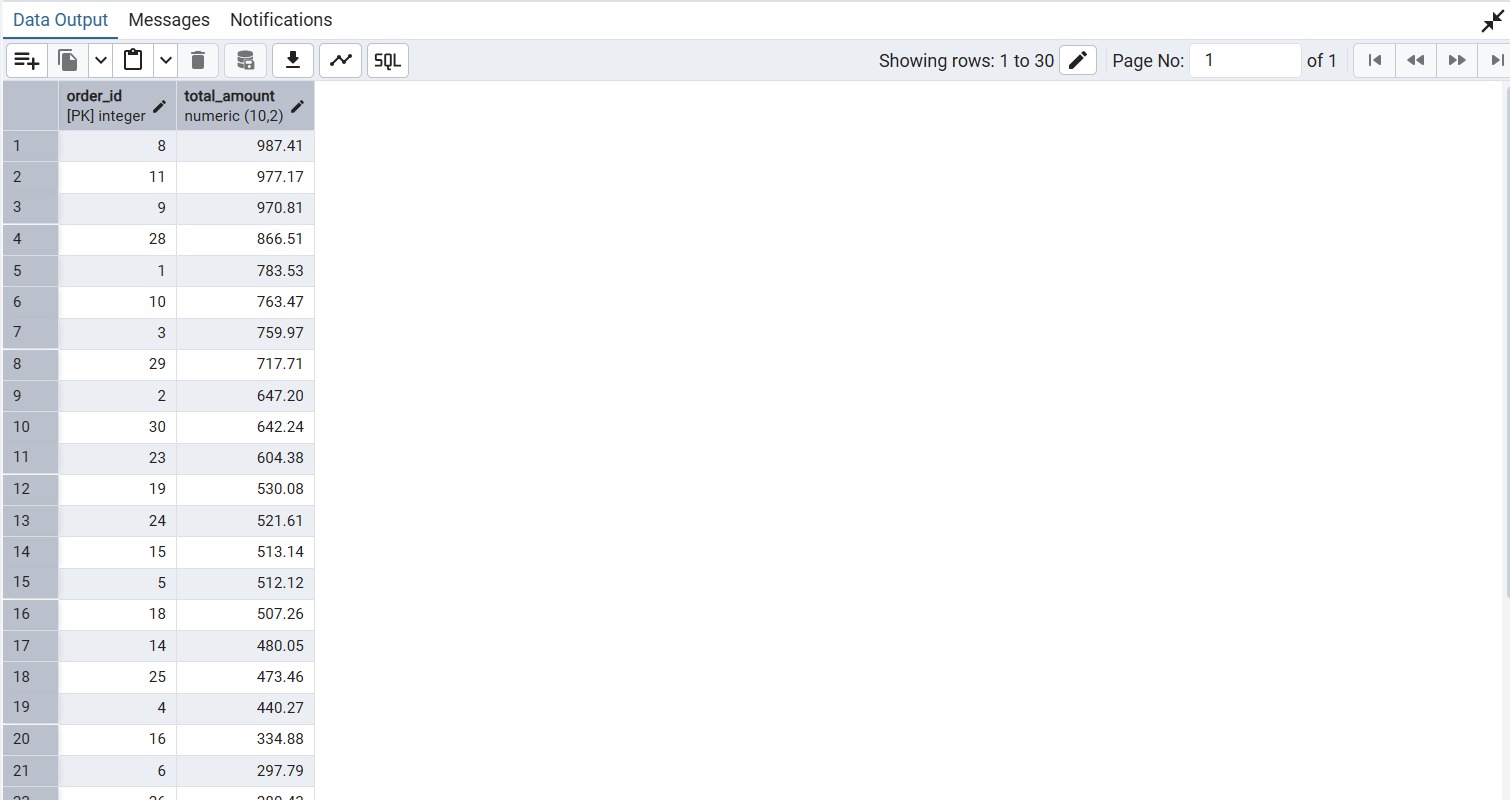 Data Output Messages Notifications
SQL Showing rows: 1 to 30 Page No: 1 of 1
order_id total_amount
[PK] integer numeric (10,2)
1 8 987.41
2 11 977.17
3 9 970.81
4 28 866.51
5 1 783.53
6 10 763.47
7 3 759.97
8 29 717.71
9 2 647.20
10 30 642.24
11 23 604.38
12 19 530.08
13 24 521.61
14 15 513.14
15 5 512.12
16 18 507.26
17 14 480.05
18 25 473.46
19 4 440.27
20 16 334.88
21 6 297.79